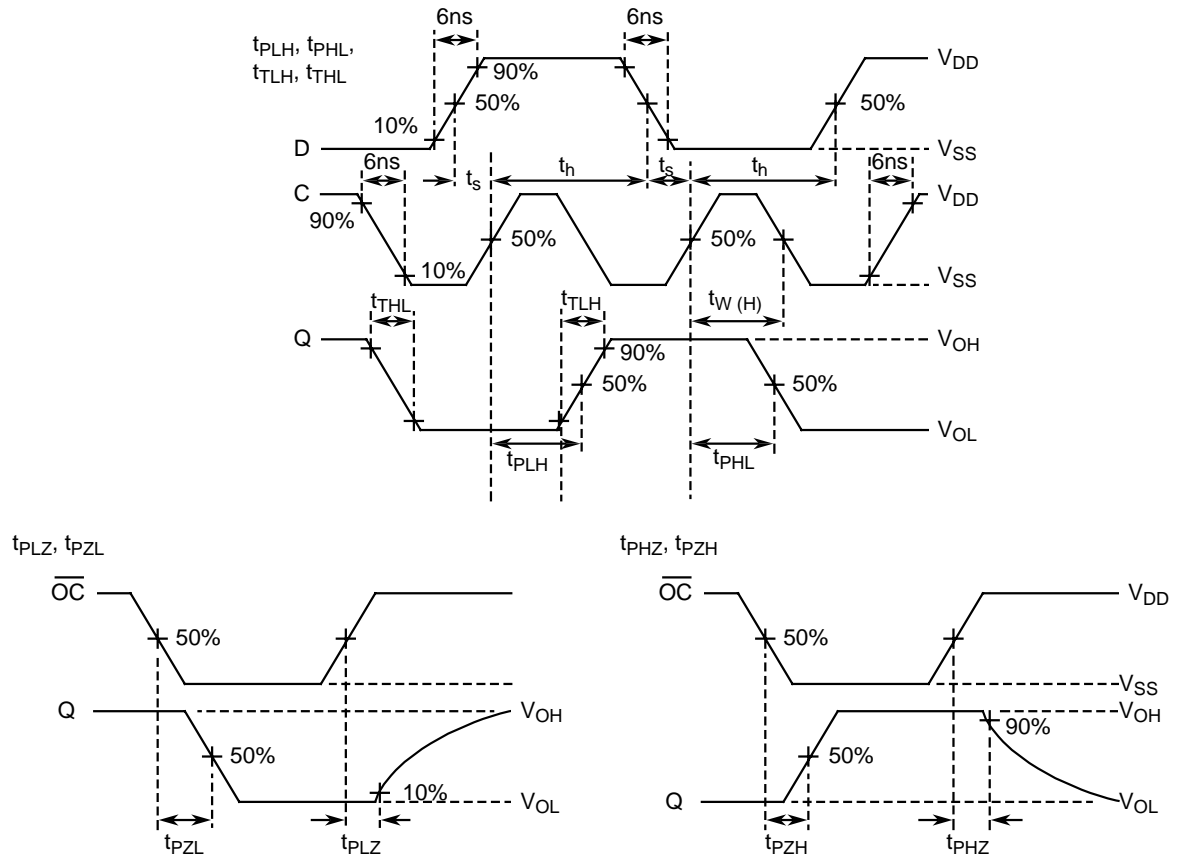 6ns 6ns
tPLH, tPHL,
tTLH, tTHL
VDD
90%
50% 50%
10%
D VSS
6ns ts th ts th 6ns
C VDD
90%
50% 50%
10%
VSS
tTHL tTLH tW (H)
Q VOH
90%
50% 50%
VOL
tPLH tPHL
tPLZ, tPZL
OC
50%
Q VOH
50%
10%
VOL
tPZL tPLZ
tPHZ, tPZH
OC VDD
50%
VSS
VOH
90%
50%
Q VOL
tPZH tPHZ